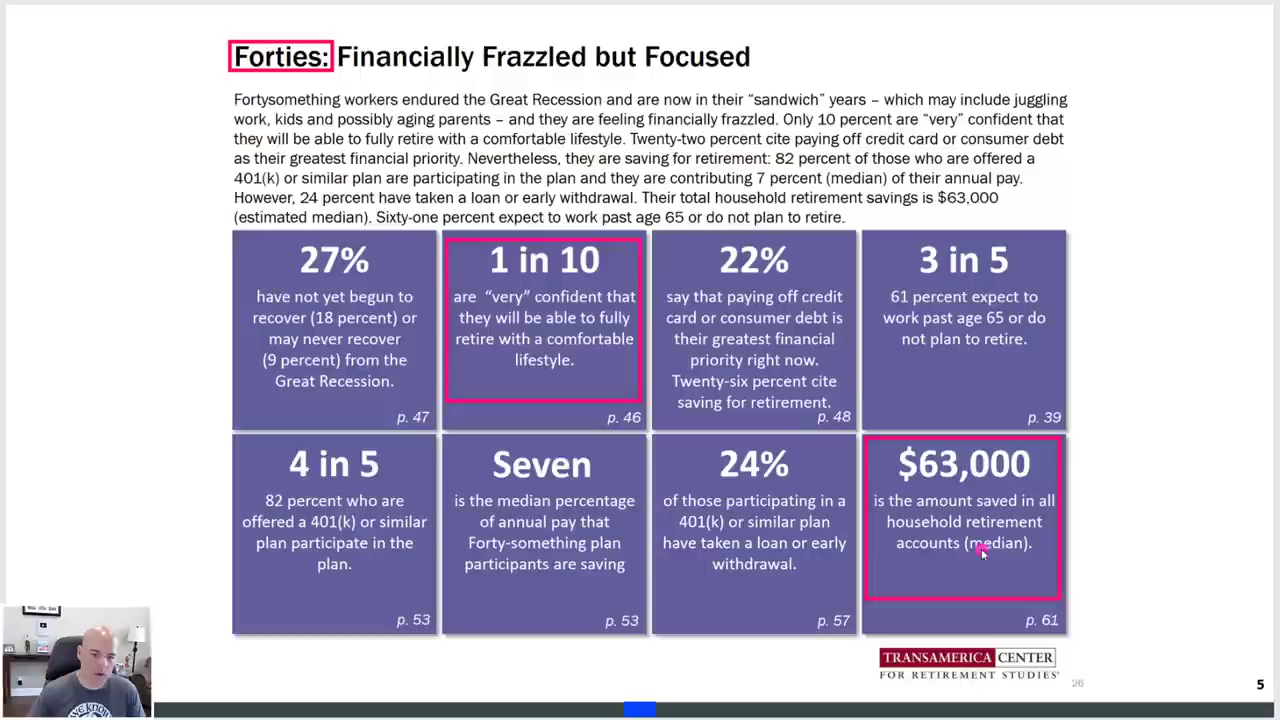 Forties: Financially Frazzled but Focused
Fortysomething workers endured the Great Recession and are now in their “sandwich” years – which may include juggling
work, kids and possibly aging parents – and they are feeling financially frazzled. Only 10 percent are “very” confident that
they will be able to fully retire with a comfortable lifestyle. Twenty-two percent cite paying off credit card or consumer debt
as their greatest financial priority. Nevertheless, they are saving for retirement: 82 percent of those who are offered a
401(k) or similar plan are participating in the plan and they are contributing 7 percent (median) of their annual pay.
However, 24 percent have taken a loan or early withdrawal. Their total household retirement savings is $63,000
(estimated median). Sixty-one percent expect to work past age 65 or do not plan to retire.
27%
have not yet begun to
recover (18 percent) or
may never recover
(9 percent) from the
Great Recession.
p. 47
1 in 10
are “very” confident that
they will be able to fully
retire with a comfortable
lifestyle.
p. 46
22%
say that paying off credit
card or consumer debt is
their greatest financial
priority right now.
Twenty-six percent cite
saving for retirement.
p. 48
3 in 5
61 percent expect to
work past age 65 or do
not plan to retire.
p. 39
4 in 5
82 percent who are
offered a 401(k) or similar
plan participate in the
plan.
p. 53
Seven
is the median percentage
of annual pay that
Forty-something plan
participants are saving
p. 53
24%
of those participating in a
401(k) or similar plan
have taken a loan or early
withdrawal.
p. 57
$63,000
is the amount saved in all
household retirement
accounts (median).
p. 61
TRANSAMERICA CENTER
FOR RETIREMENT STUDIES®
26
5